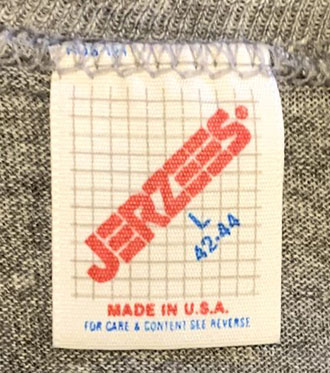 JERZEES®
L
42-44
MADE IN U.S.A.
FOR CARE & CONTENT SEE REVERSE